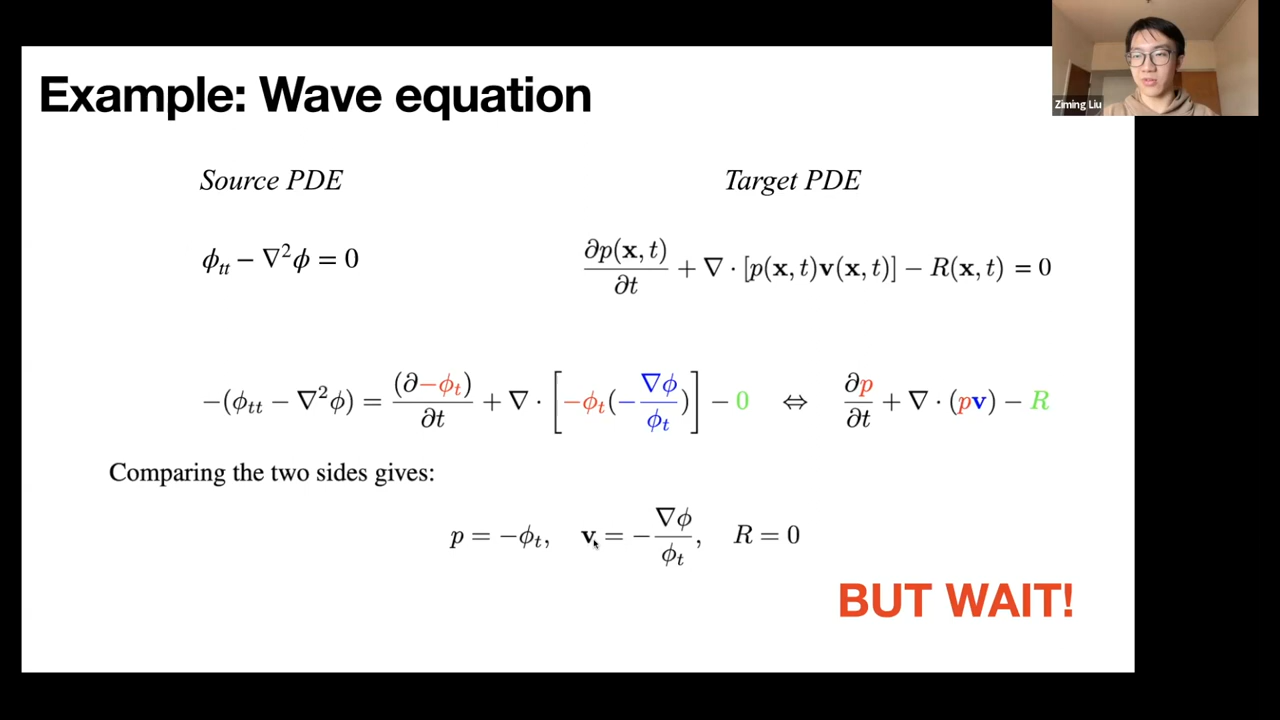 Example: Wave equation
Ziming Liu
Source PDE
Target PDE
ϕ_tt − ∇²ϕ = 0
∂p(x, t)/∂t + ∇ · [p(x, t)v(x, t)] − R(x, t) = 0
−(ϕ_tt − ∇²ϕ) = (∂−ϕ_t)/∂t + ∇ · [−ϕ_t(−∇ϕ/ϕ_t)] − 0 ⇔ ∂p/∂t + ∇ · (pv) − R
Comparing the two sides gives:
p = −ϕ_t, v = −∇ϕ/ϕ_t, R = 0
BUT WAIT!